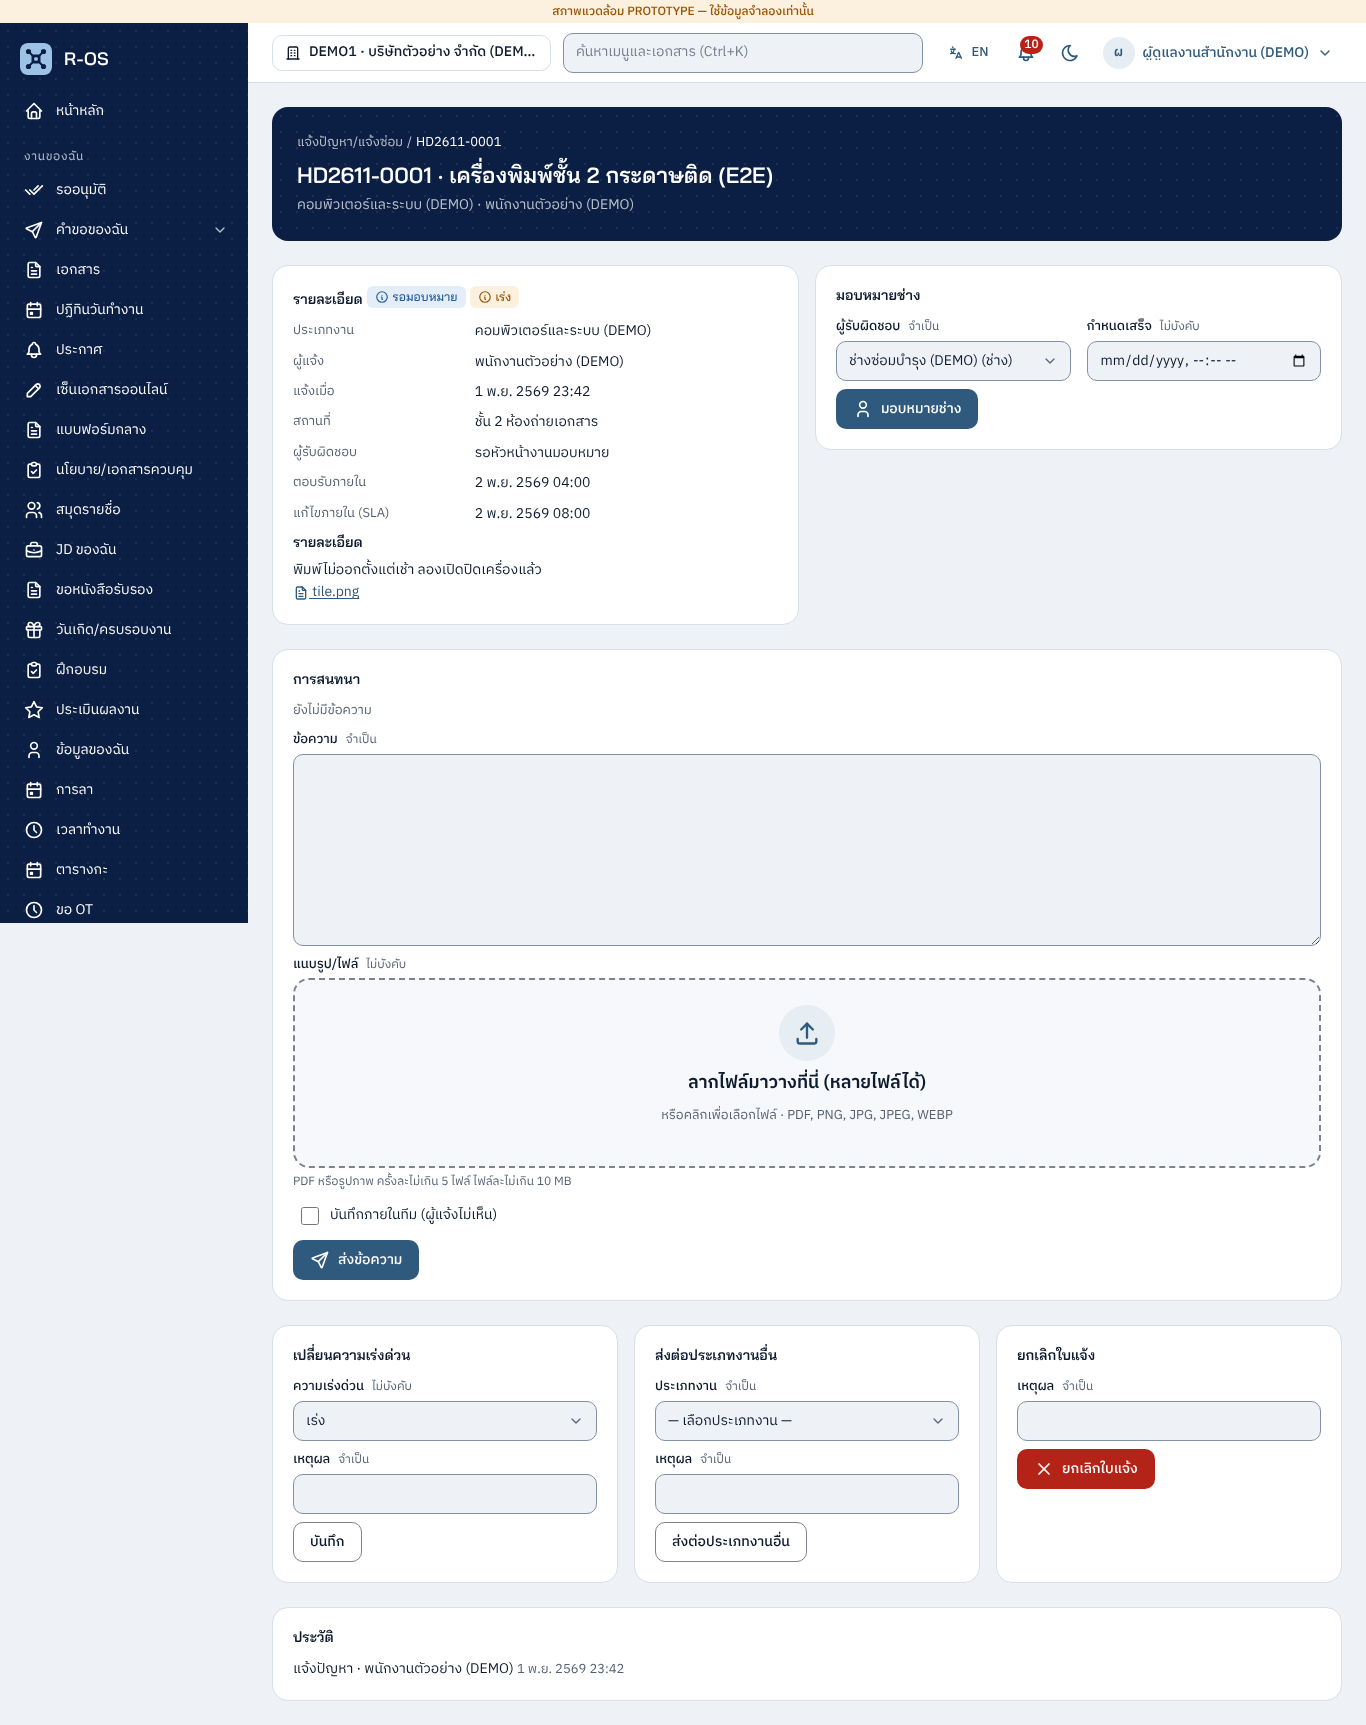 สภาพแวดล้อม PROTOTYPE — ใช้ข้อมูลจำลองเท่านั้น
R-OS
DEMO1 · บริษัทตัวอย่าง จำกัด (DEM...
ค้นหาเมนูและเอกสาร (Ctrl+K)
EN
10
ผ
ผู้ดูแลงานสำนักงาน (DEMO)
หน้าหลัก
งานของฉัน
รออนุมัติ
คำขอของฉัน
เอกสาร
ปฏิทินวันทำงาน
ประกาศ
เซ็นเอกสารออนไลน์
แบบฟอร์มกลาง
นโยบาย/เอกสารควบคุม
สมุดรายชื่อ
JD ของฉัน
ขอหนังสือรับรอง
วันเกิด/ครบรอบงาน
ฝึกอบรม
ประเมินผลงาน
ข้อมูลของฉัน
การลา
เวลาทำงาน
ตารางกะ
ขอ OT
แจ้งปัญหา/แจ้งซ่อม / HD2611-0001
HD2611-0001 · เครื่องพิมพ์ชั้น 2 กระดาษติด (E2E)
คอมพิวเตอร์และระบบ (DEMO) · พนักงานตัวอย่าง (DEMO)
รายละเอียด รอมอบหมาย เร่ง
ประเภทงาน คอมพิวเตอร์และระบบ (DEMO)
ผู้แจ้ง พนักงานตัวอย่าง (DEMO)
แจ้งเมื่อ 1 พ.ย. 2569 23:42
สถานที่ ชั้น 2 ห้องถ่ายเอกสาร
ผู้รับผิดชอบ รอหัวหน้างานมอบหมาย
ตอบรับภายใน 2 พ.ย. 2569 04:00
แก้ไขภายใน (SLA) 2 พ.ย. 2569 08:00
รายละเอียด
พิมพ์ไม่ออกตั้งแต่เช้า ลองเปิดปิดเครื่องแล้ว
tile.png
มอบหมายช่าง
ผู้รับผิดชอบ จำเป็น
กำหนดเสร็จ ไม่บังคับ
ช่างซ่อมบำรุง (DEMO) (ช่าง)
mm/dd/yyyy, --:-- --
มอบหมายช่าง
การสนทนา
ยังไม่มีข้อความ
ข้อความ จำเป็น
แนบรูป/ไฟล์ ไม่บังคับ
ลากไฟล์มาวางที่นี่ (หลายไฟล์ได้)
หรือคลิกเพื่อเลือกไฟล์ · PDF, PNG, JPG, JPEG, WEBP
PDF หรือรูปภาพ ครั้งละไม่เกิน 5 ไฟล์ ไฟล์ละไม่เกิน 10 MB
บันทึกภายในทีม (ผู้แจ้งไม่เห็น)
ส่งข้อความ
เปลี่ยนความเร่งด่วน
ความเร่งด่วน ไม่บังคับ
เร่ง
เหตุผล จำเป็น
บันทึก
ส่งต่อประเภทงานอื่น
ประเภทงาน จำเป็น
— เลือกประเภทงาน —
เหตุผล จำเป็น
ส่งต่อประเภทงานอื่น
ยกเลิกใบแจ้ง
เหตุผล จำเป็น
ยกเลิกใบแจ้ง
ประวัติ
แจ้งปัญหา · พนักงานตัวอย่าง (DEMO) 1 พ.ย. 2569 23:42